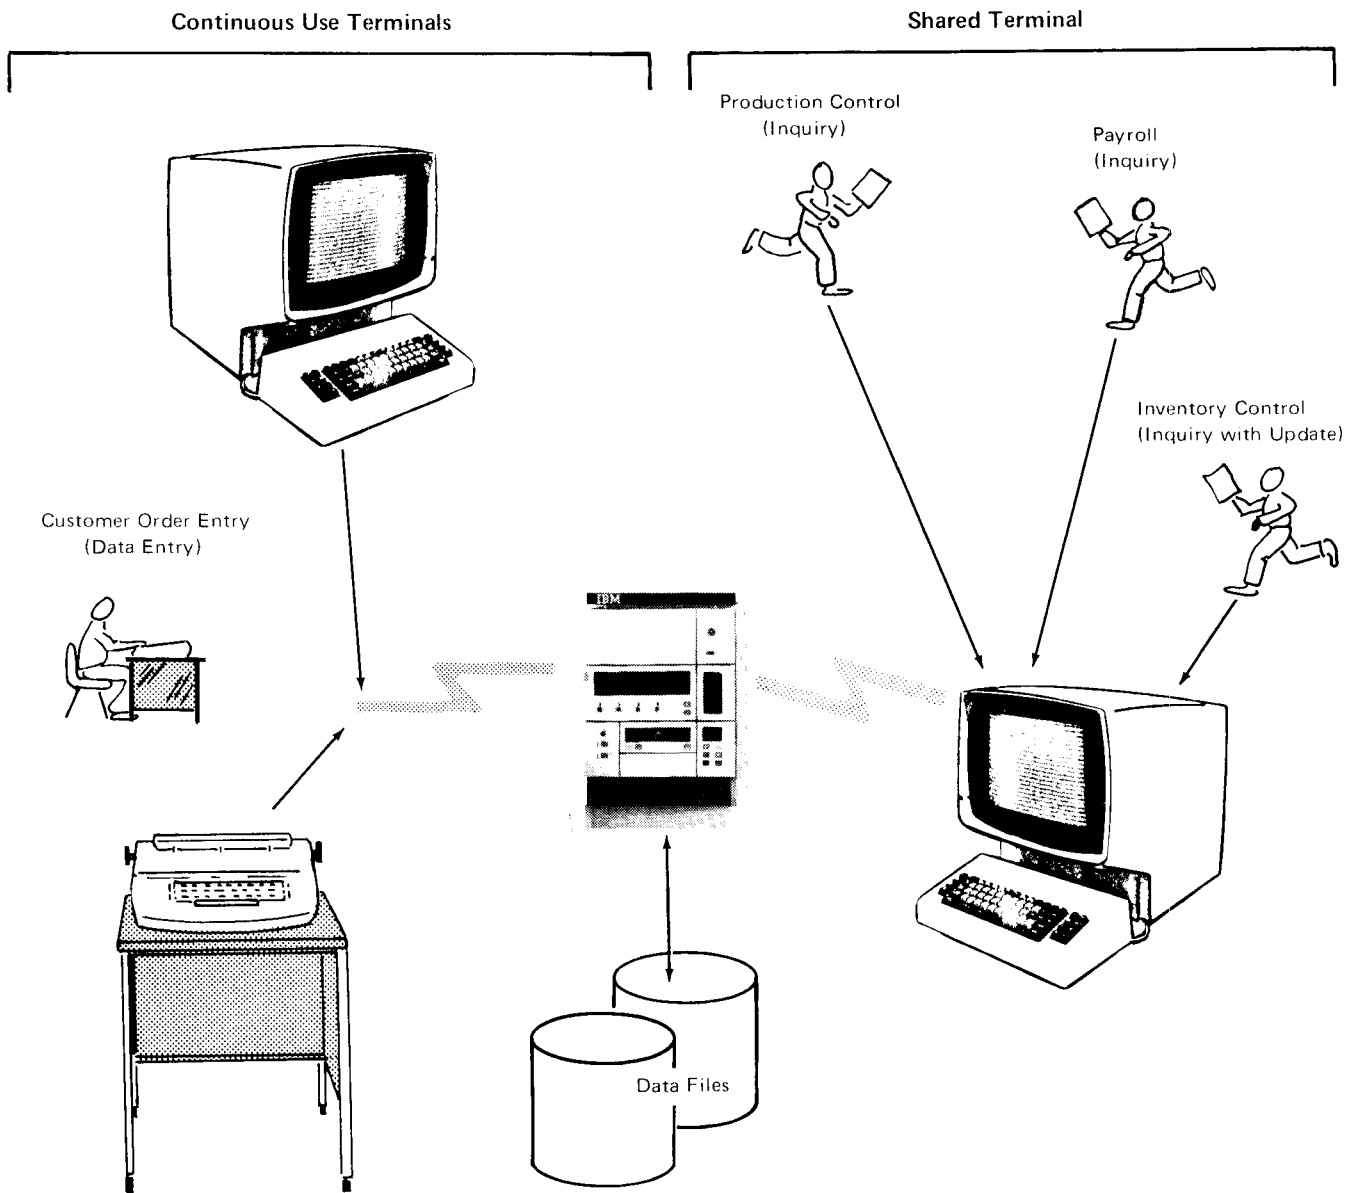 Continuous Use Terminals
Shared Terminal
Production Control
(Inquiry)
Payroll
(Inquiry)
Inventory Control
(Inquiry with Update)
Customer Order Entry
(Data Entry)
IBM
Data Files